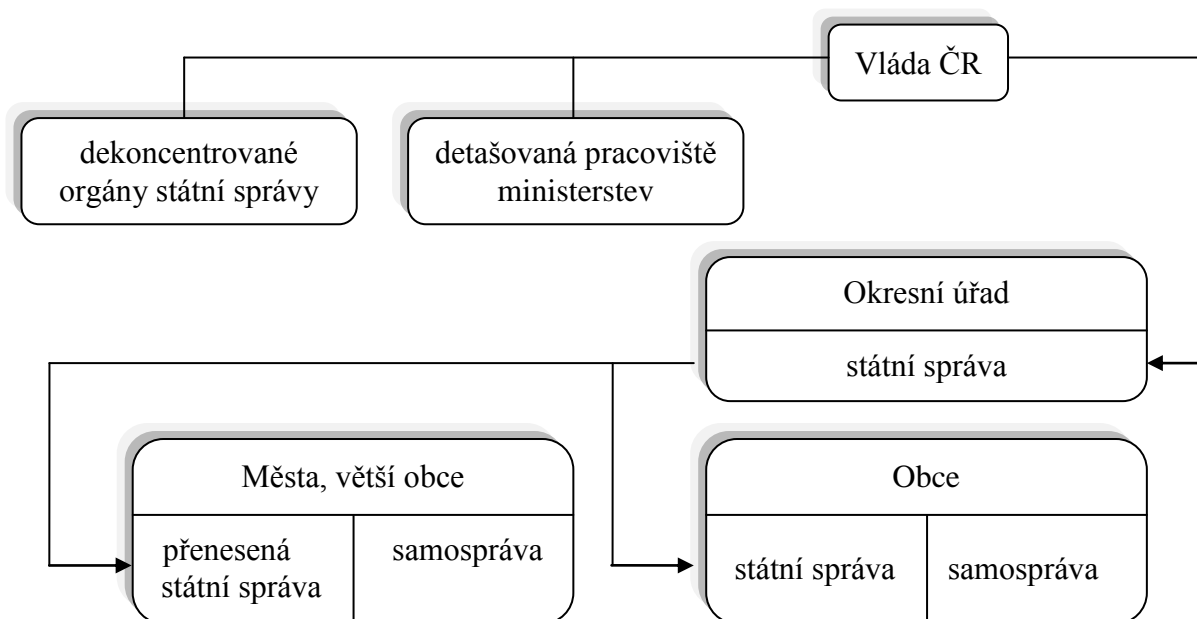 Vláda ČR
dekoncentrované
orgány státní správy
detašovaná pracoviště
ministerstev
Okresní úřad
státní správa
Města, větší obce
přenesená
státní správa
samospráva
Obce
státní správa
samospráva